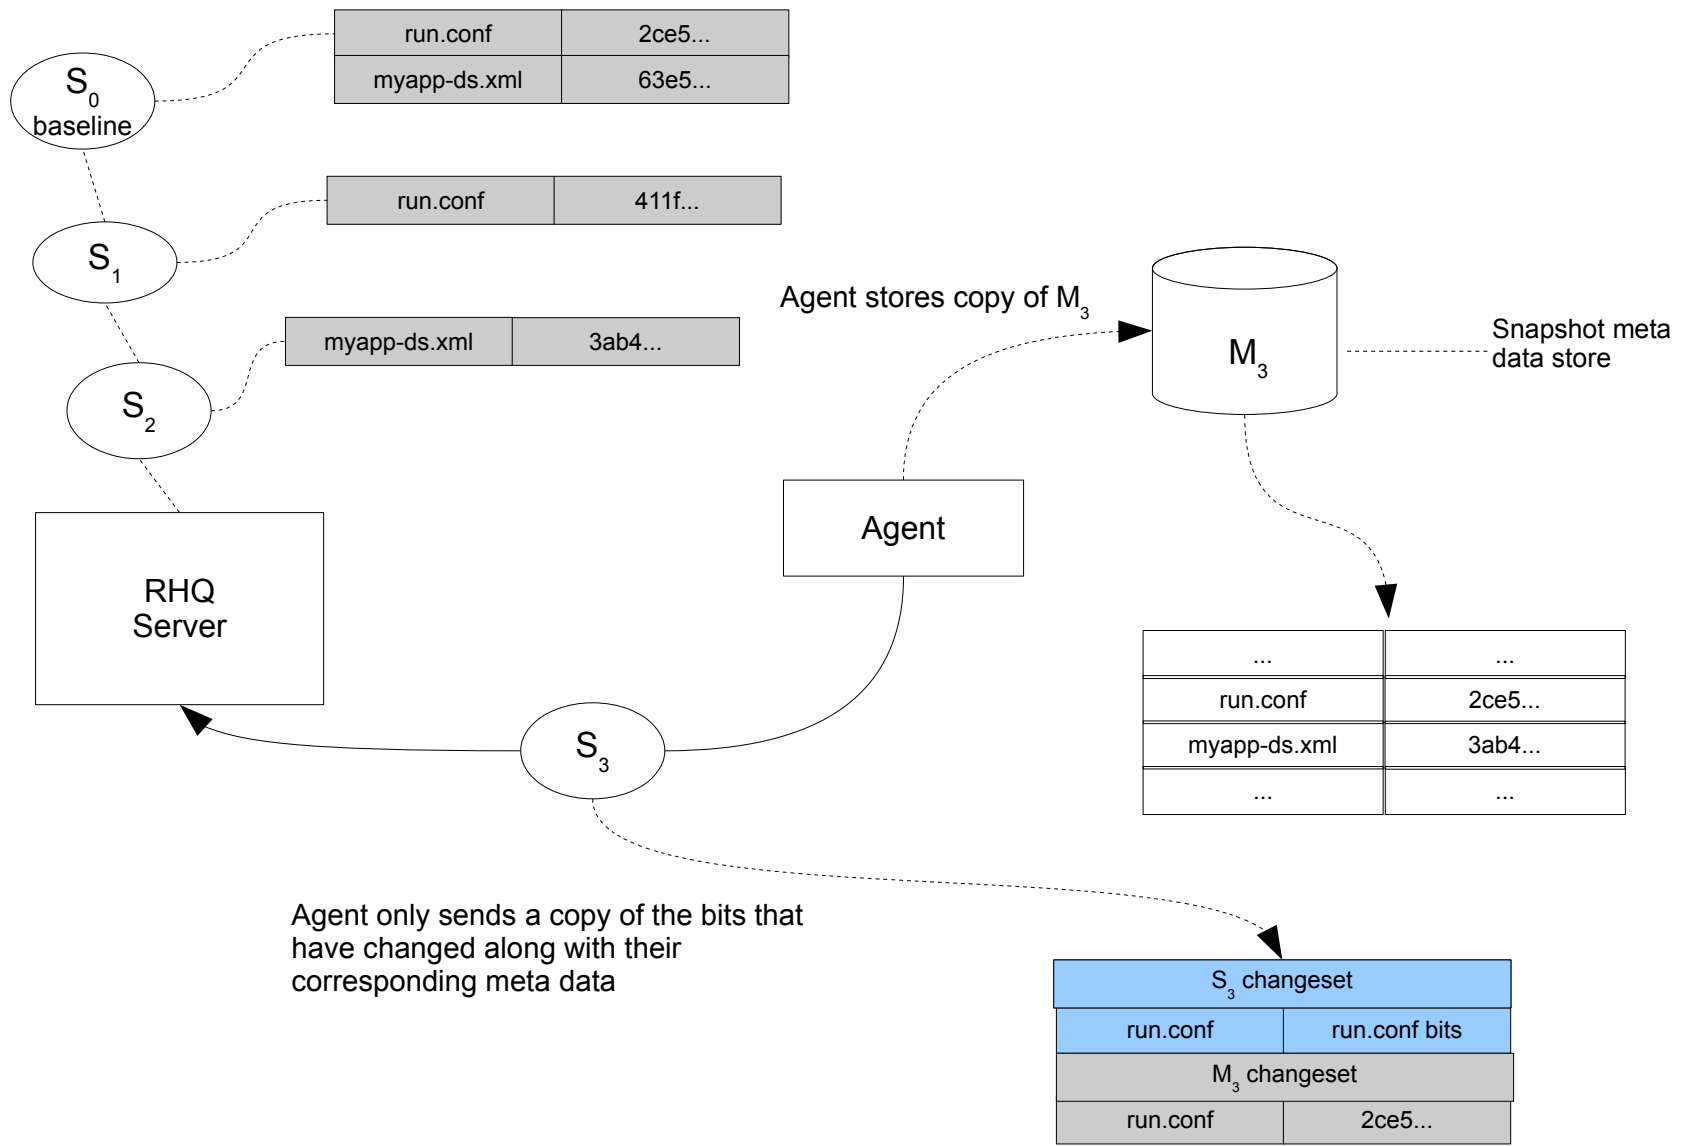 run.conf 2ce5...
myapp-ds.xml 63e5...
S0
baseline
run.conf 411f...
S1
myapp-ds.xml 3ab4...
S2
RHQ
Server
Agent stores copy of M3
M3
Snapshot meta
data store
Agent
... ...
run.conf 2ce5...
myapp-ds.xml 3ab4...
... ...
S3
Agent only sends a copy of the bits that
have changed along with their
corresponding meta data
S3 changeset
run.conf run.conf bits
M3 changeset
run.conf 2ce5...